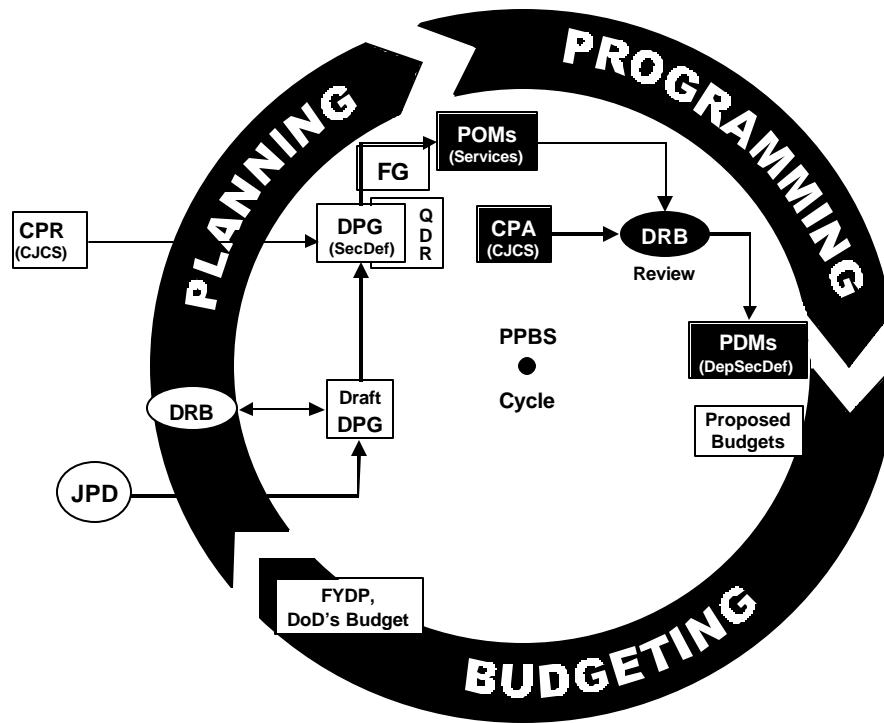 PLANNING
PROGRAMMING
POMs
(Services)
FG
CPR
(CJCS)
DPG
(SecDef)
Q
D
R
CPA
(CJCS)
DRB
Review
PDMs
(DepSecDef)
PPBS
Cycle
DRB
Draft
DPG
Proposed
Budgets
JPD
FYDP,
DoD's Budget
BUDGETING